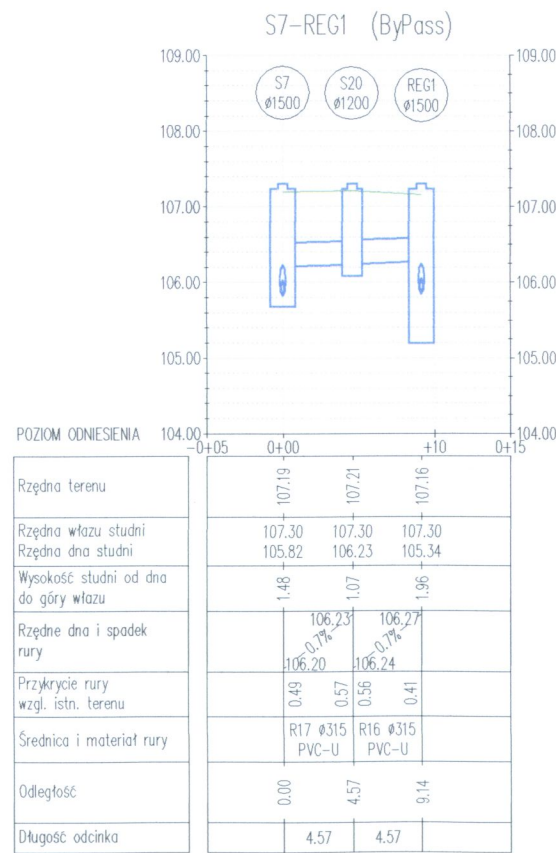 S7-REG1 (ByPass)
109.00 109.00
S7 S20 REG1
ø1500 ø1200 ø1500
108.00 108.00
107.00 107.00
106.00 106.00
105.00 105.00
POZIOM ODNIESIENIA 104.00 104.00
-0+05 0+00 +10 0+15
Rzędna terenu 107.19 107.21 107.16
Rzędna włazu studni 107.30 107.30 107.30
Rzędna dna studni 105.82 106.23 105.34
Wysokość studni od dna
do góry włazu 1.48 1.07 1.96
Rzędne dna i spadek
rury
106.23 106.27
-0.7%- -0.7%-
106.20 106.24
Przykrycie rury
wzgl. istn. terenu 0.49 0.57 0.56 0.41
Średnica i materiał rury R17 ø315 R16 ø315
PVC-U PVC-U
Odległość 0.00 4.57 9.14
Długość odcinka 4.57 4.57